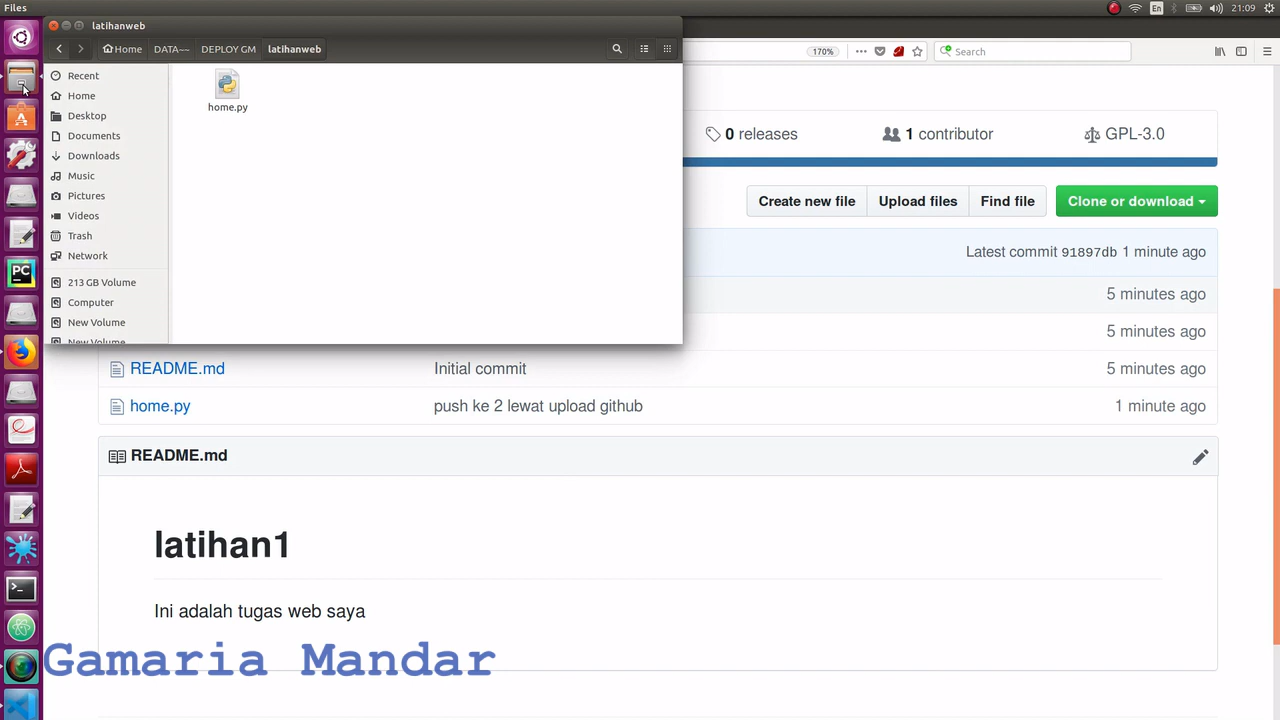 Files
En
21:09
latihanweb
Home
DATA~~
DEPLOY GM
latihanweb
170%
Search
Recent
Home
Desktop
Documents
Downloads
Music
Pictures
Videos
Trash
Network
213 GB Volume
Computer
New Volume
New Volume
home.py
0 releases
1 contributor
GPL-3.0
Create new file
Upload files
Find file
Clone or download
Latest commit 91897db 1 minute ago
5 minutes ago
5 minutes ago
README.md Initial commit 5 minutes ago
home.py push ke 2 lewat upload github 1 minute ago
README.md
latihan1
Ini adalah tugas web saya
Gamaria Mandar
PC